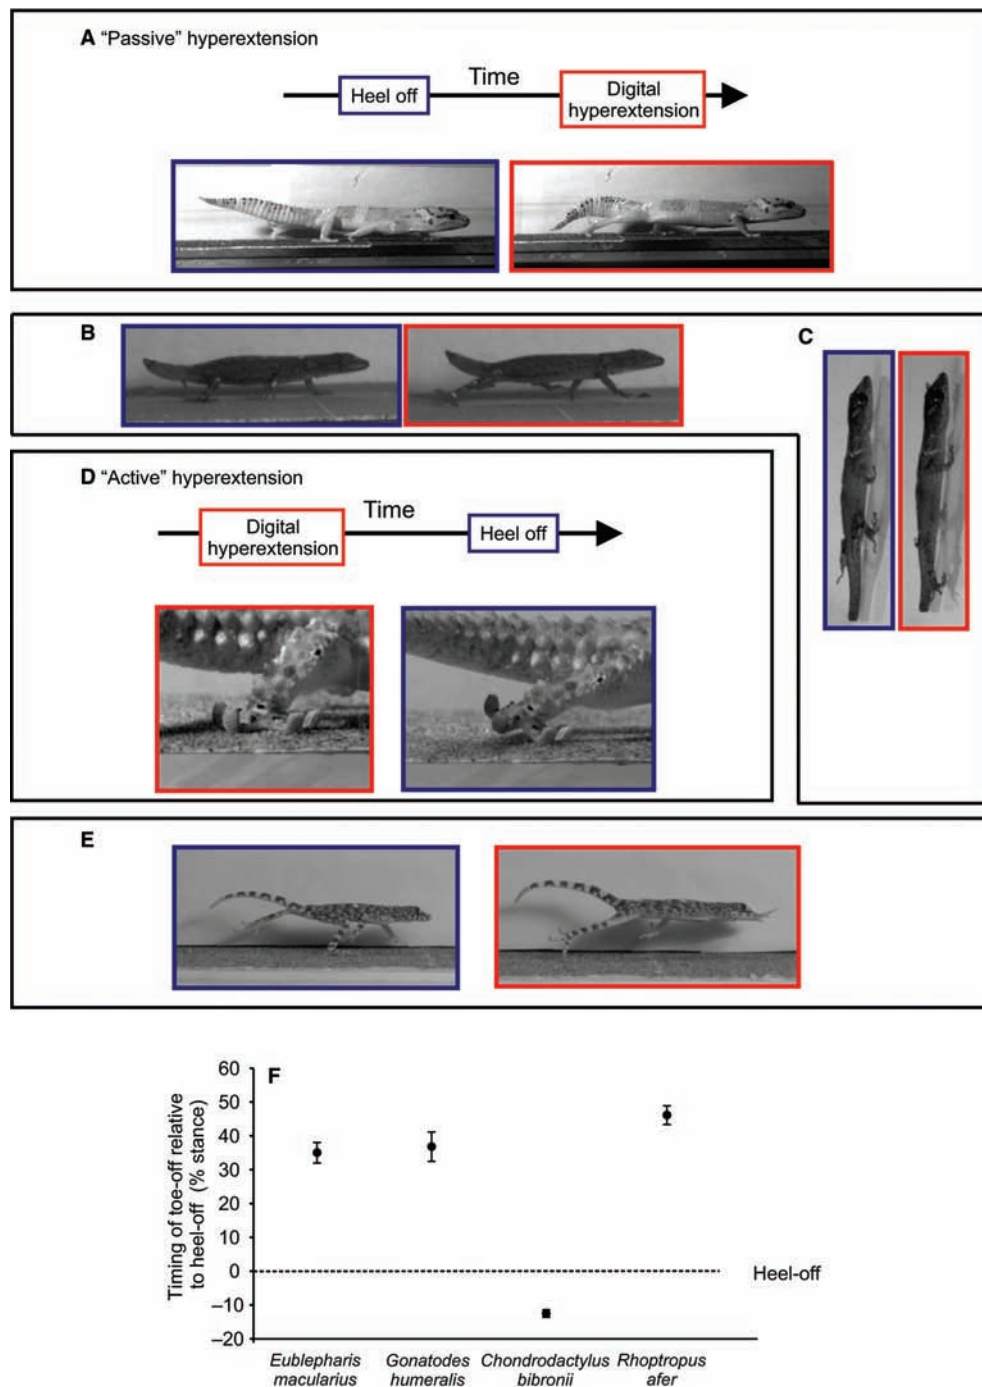 A "Passive" hyperextension
Time
Heel off
Digital
hyperextension
B
C
D "Active" hyperextension
Time
Digital
hyperextension
Heel off
E
F
Timing of toe-off relative
to heel-off (% stance)
60
50
40
30
20
10
0
–10
–20
Heel-off
Eublepharis
macularius
Gonatodes
humeralis
Chondrodactylus
bibronii
Rhoptropus
afer